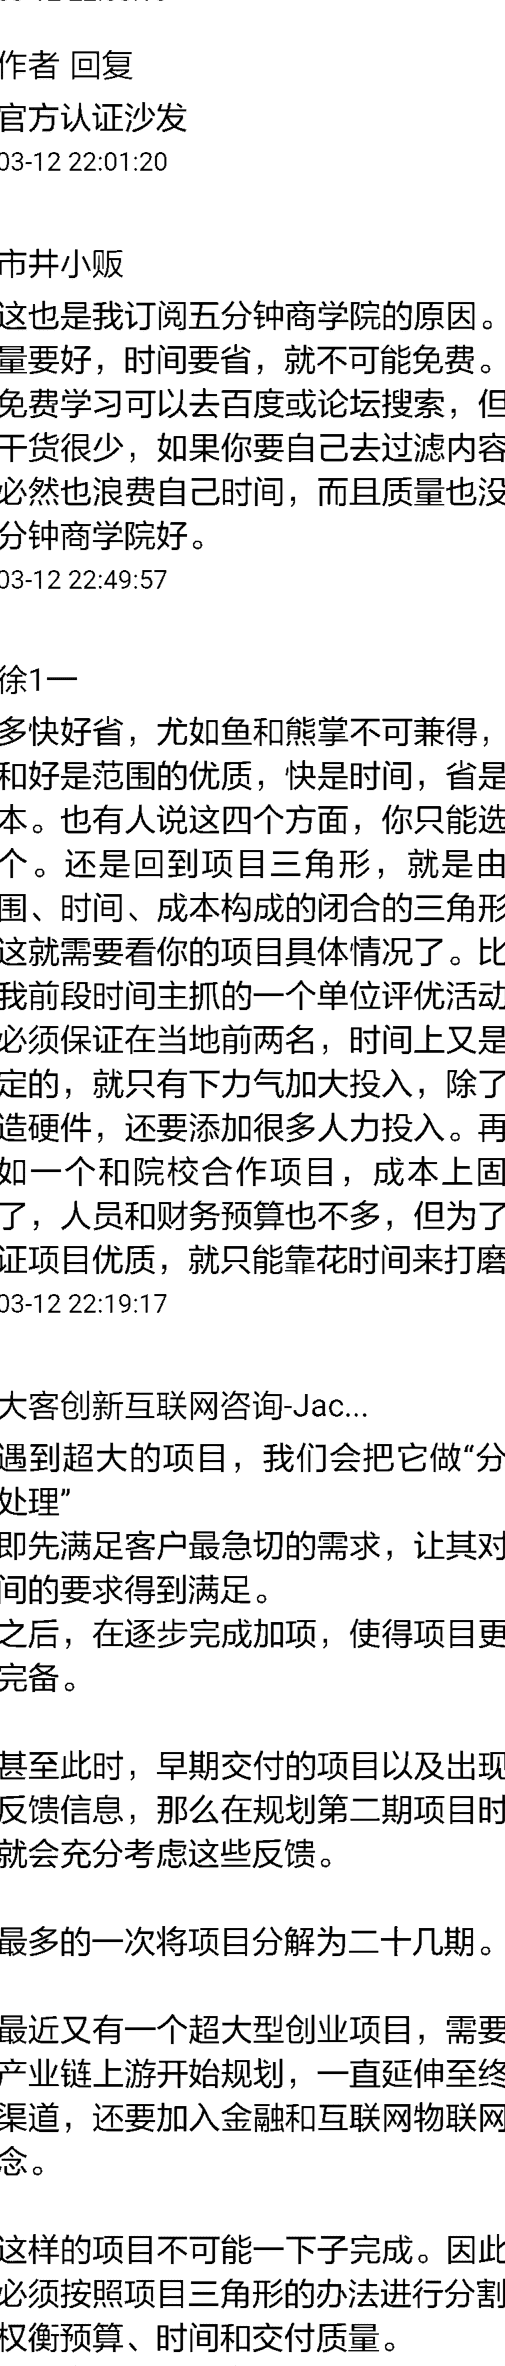 作者 回复
官方认证沙发
03-12 22:01:20
市井小贩
这也是我订阅五分钟商学院的原因。
量要好，时间要省，就不可能免费。
免费学习可以去百度或论坛搜索，但
干货很少，如果你要自己去过滤内容
必然也浪费自己时间，而且质量也没
分钟商学院好。
03-12 22:49:57
徐1一
多快好省，尤如鱼和熊掌不可兼得，
和好是范围的优质，快是时间，省是
本。也有人说这四个方面，你只能选
个。还是回到项目三角形，就是由
围、时间、成本构成的闭合的三角形
这就需要看你的项目具体情况了。比
我前段时间主抓的一个单位评优活动
必须保证在当地前两名，时间上又是
定的，就只有下力气加大投入，除了
造硬件，还要添加很多人力投入。再
如一个和院校合作项目，成本上固
了，人员和财务预算也不多，但为了
证项目优质，就只能靠花时间来打磨
03-12 22:19:17
大客创新互联网咨询-Jac...
遇到超大的项目，我们会把它做“分
处理”
即先满足客户最急切的需求，让其对
间的要求得到满足。
之后，在逐步完成加项，使得项目更
完备。
甚至此时，早期交付的项目以及出现
反馈信息，那么在规划第二期项目时
就会充分考虑这些反馈。
最多的一次将项目分解为二十几期。
最近又有一个超大型创业项目，需要
产业链上游开始规划，一直延伸至终
渠道，还要加入金融和互联网物联网
念。
这样的项目不可能一下子完成。因此
必须按照项目三角形的办法进行分割
权衡预算、时间和交付质量。